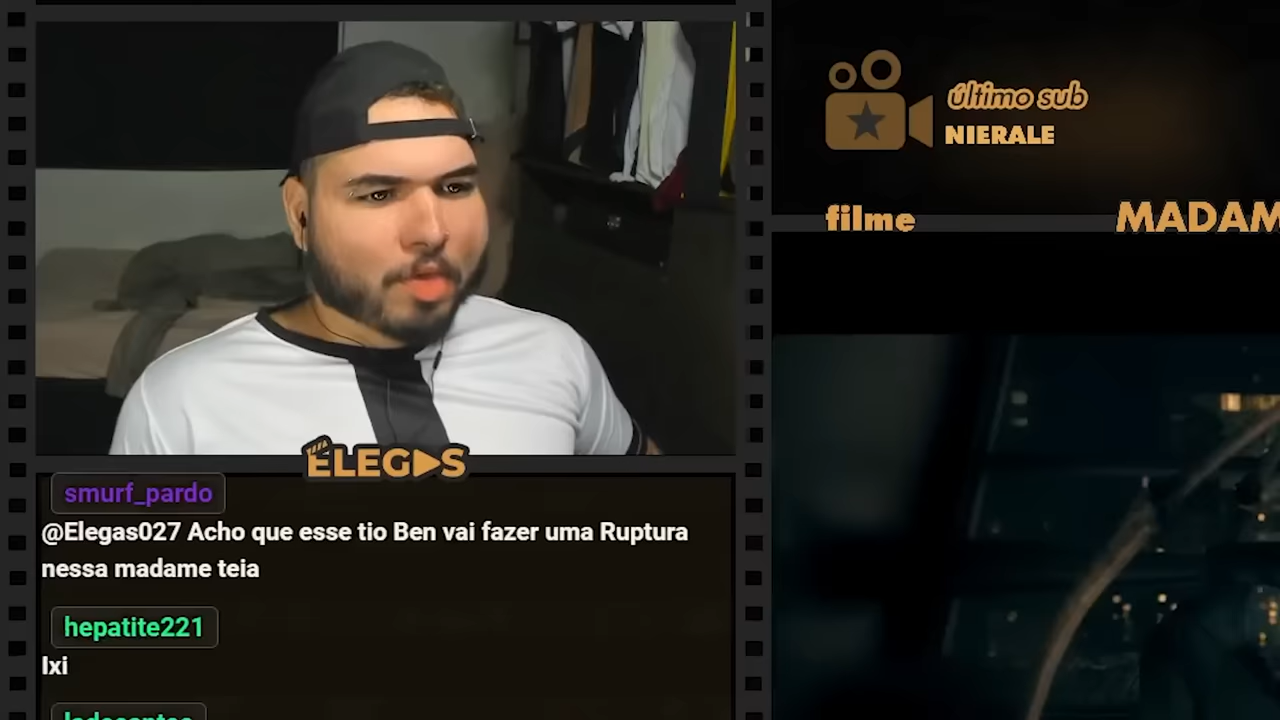 último sub
NIERALE
filme
MADAM
ELEGAS
smurf_pardo
@Elegas027 Acho que esse tio Ben vai fazer uma Ruptura
nessa madame teia
hepatite221
Ixi